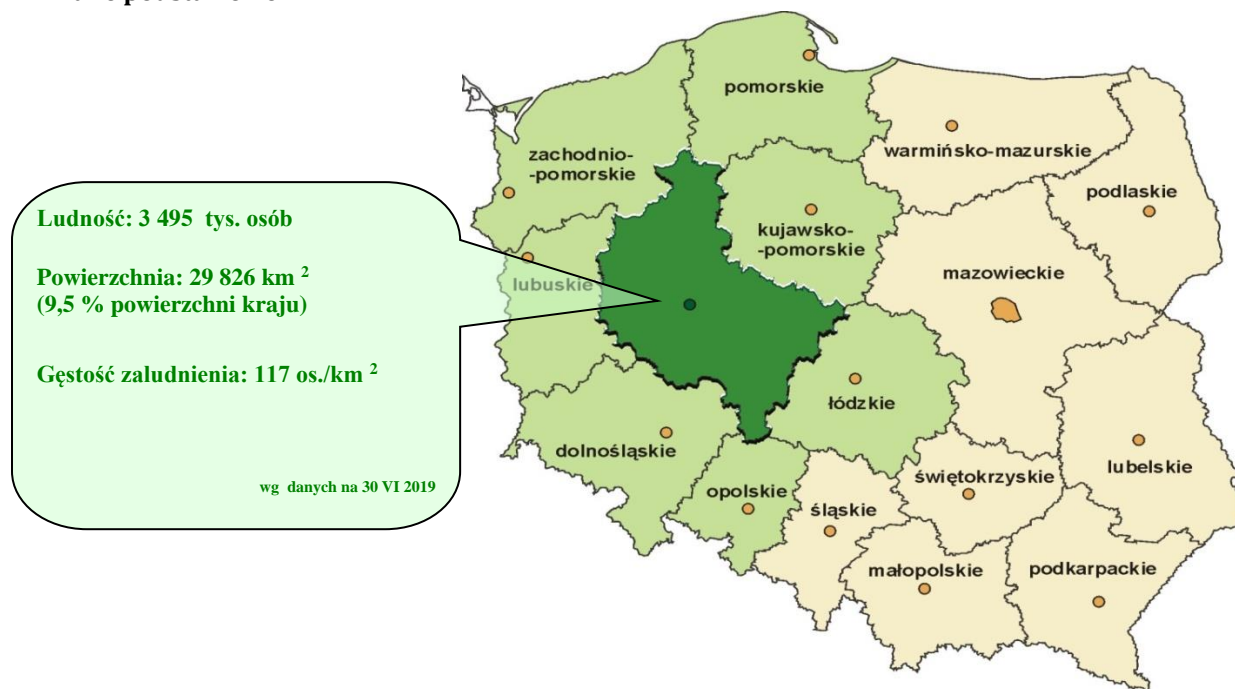 pomorskie
warmińsko-mazurskie
zachodnio-
-pomorskie
podlaskie
Ludność: 3 495 tys. osób
kujawsko-
-pomorskie
Powierzchnia: 29 826 km 2
(9,5 % powierzchni kraju)
lubuskie
mazowieckie
Gęstość zaludnienia: 117 os./km 2
łódzkie
dolnośląskie
lubelskie
świętokrzyskie
wg danych na 30 VI 2019
opolskie
śląskie
małopolskie
podkarpackie